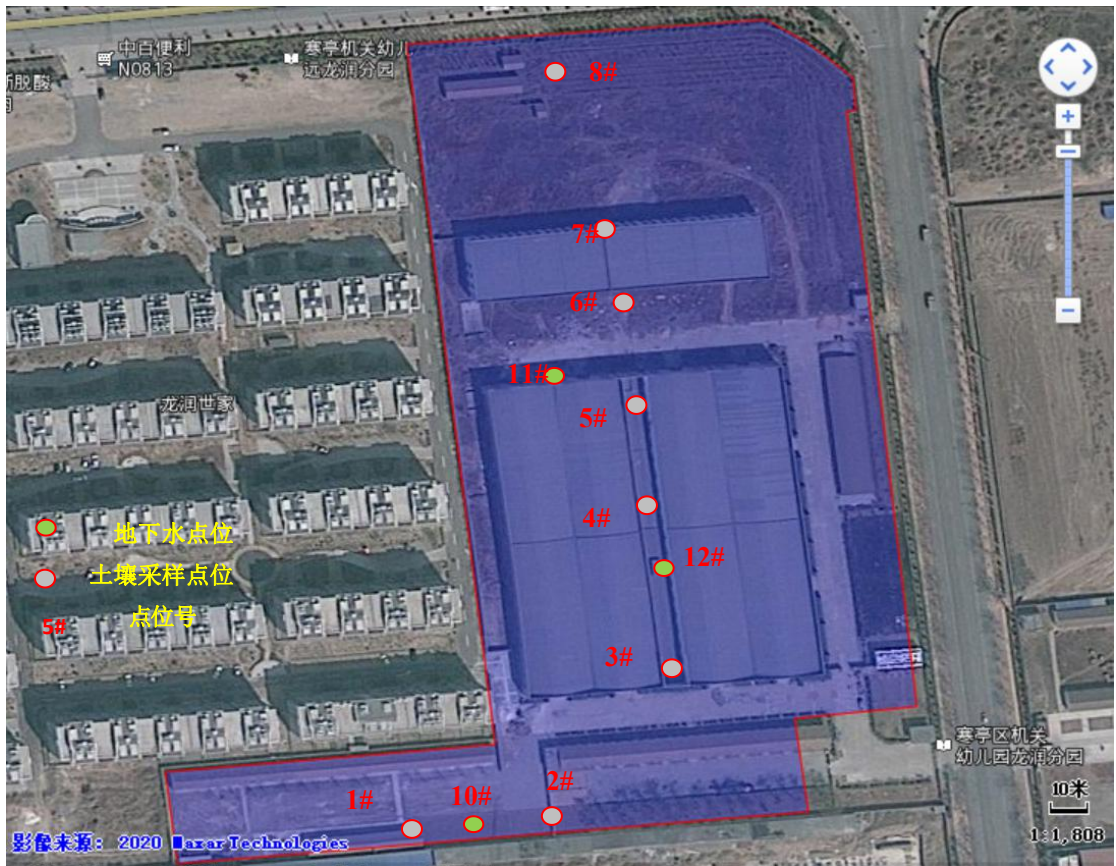 中百便利
NO813
寒亭机关幼儿
远龙润分园
8#
7#
6#
11#
5#
龙润世家
4#
地下水点位
12#
土壤采样点位
5#
点位号
3#
寒亭区机关
幼儿园龙润分园
2#
1#
10#
10米
1:1,808
影像来源: 2020 Maxar Technologies